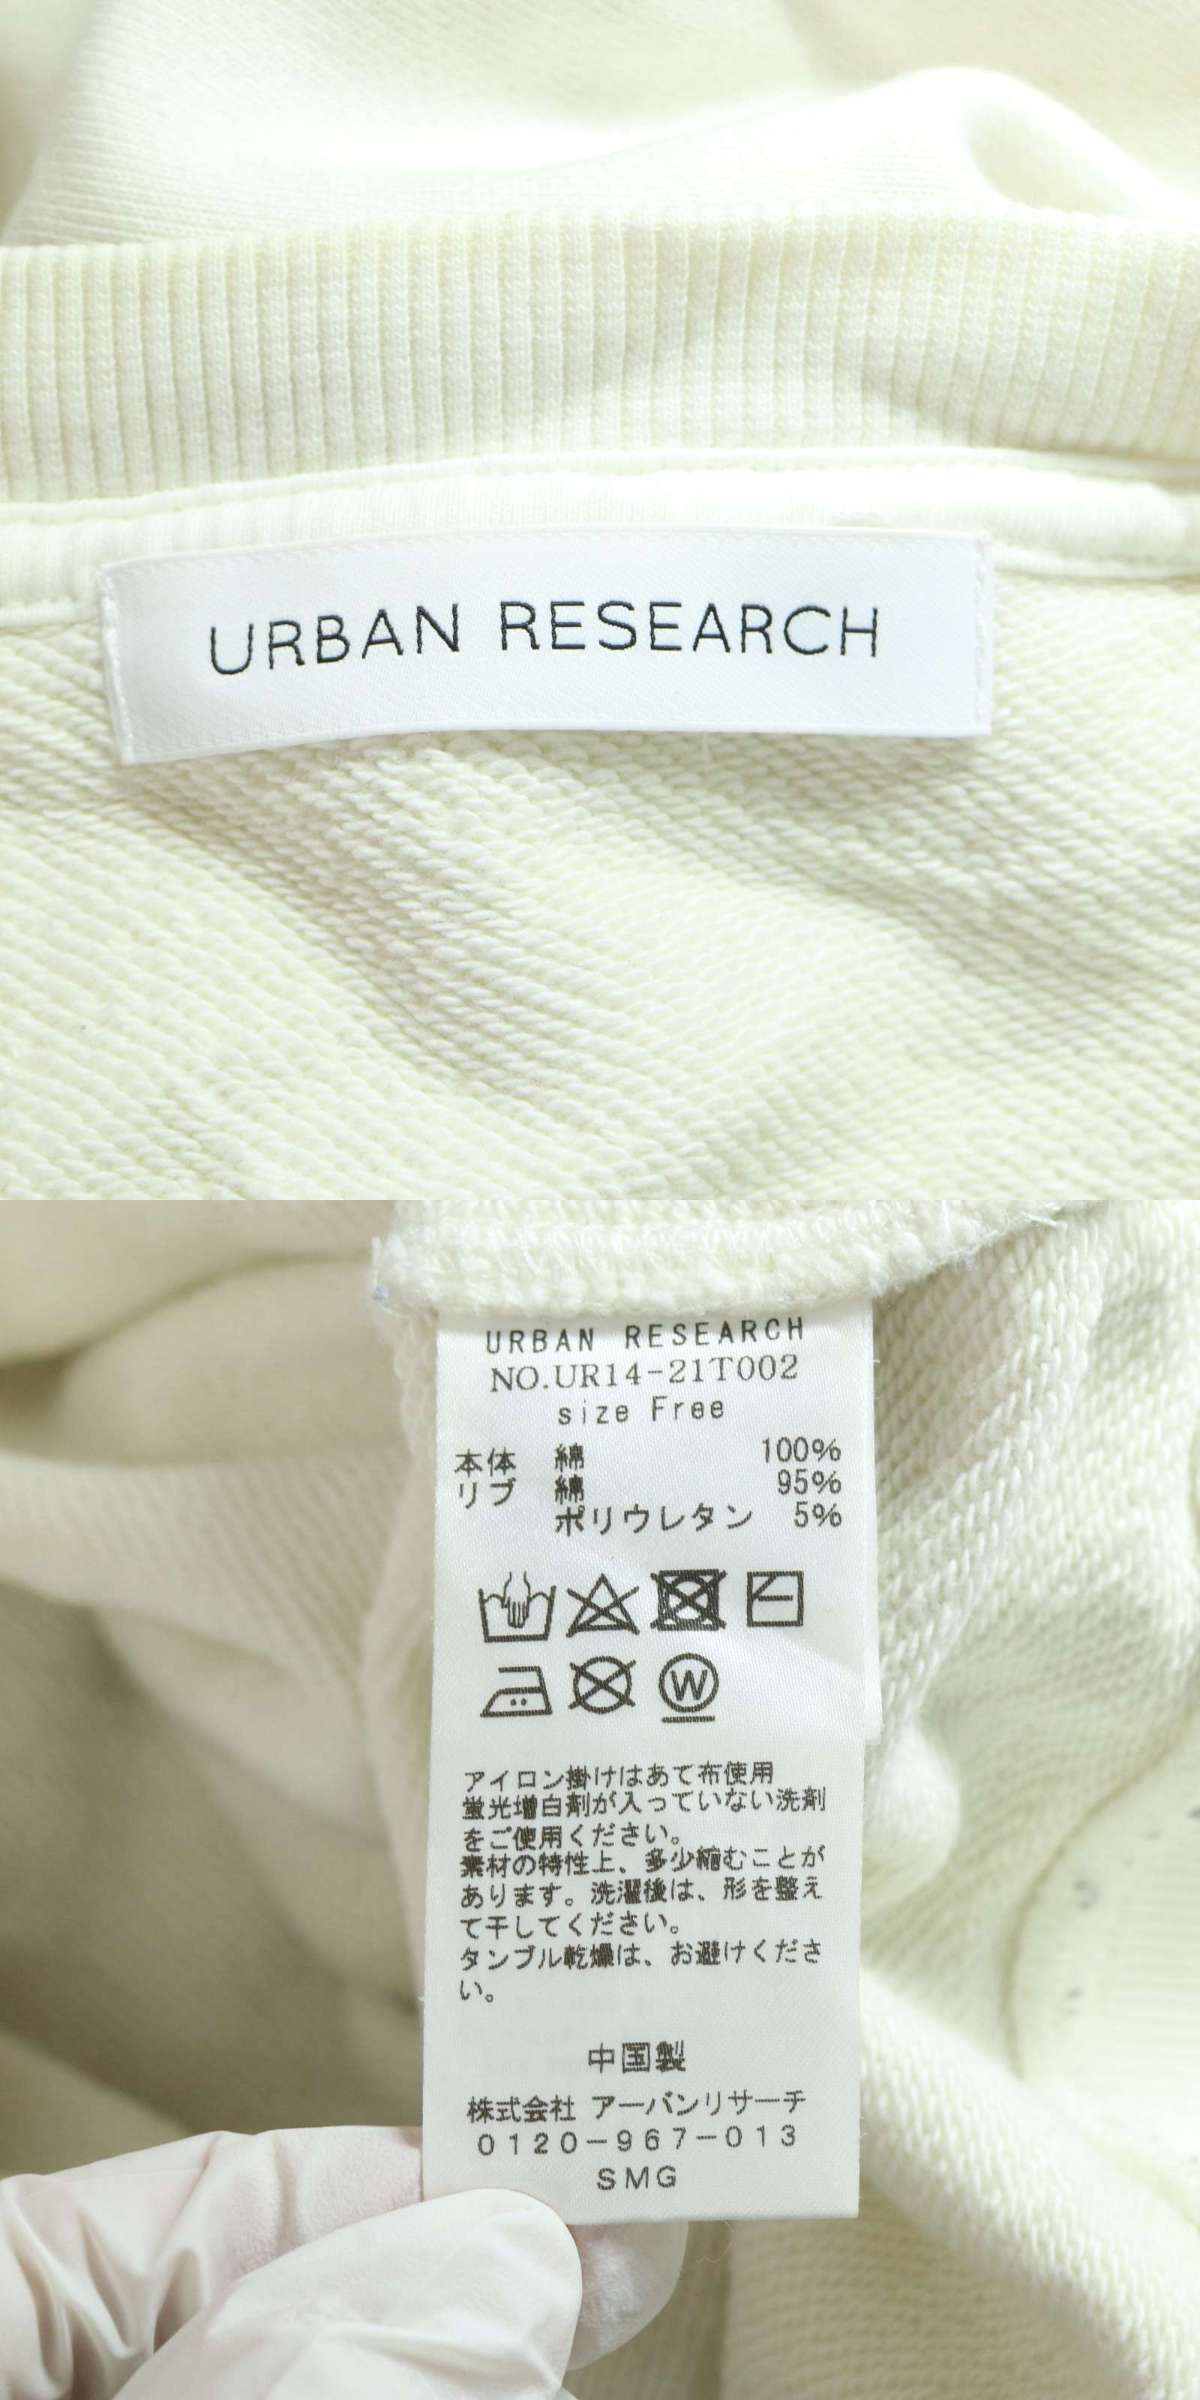 URBAN RESEARCH
URBAN RESEARCH
NO.UR14-21T002
size Free
本体 綿 100%
リブ 綿 95%
ポリウレタン 5%
W
アイロン掛けはあて布使用
蛍光増白剤が入っていない洗剤
をご使用ください。
素材の特性上、多少縮むことが
あります。洗濯後は、形を整え
て干してください。
タンブル乾燥は、お避けくださ
い。
中国製
株式会社 アーバンリサーチ
0120-967-013
SMG